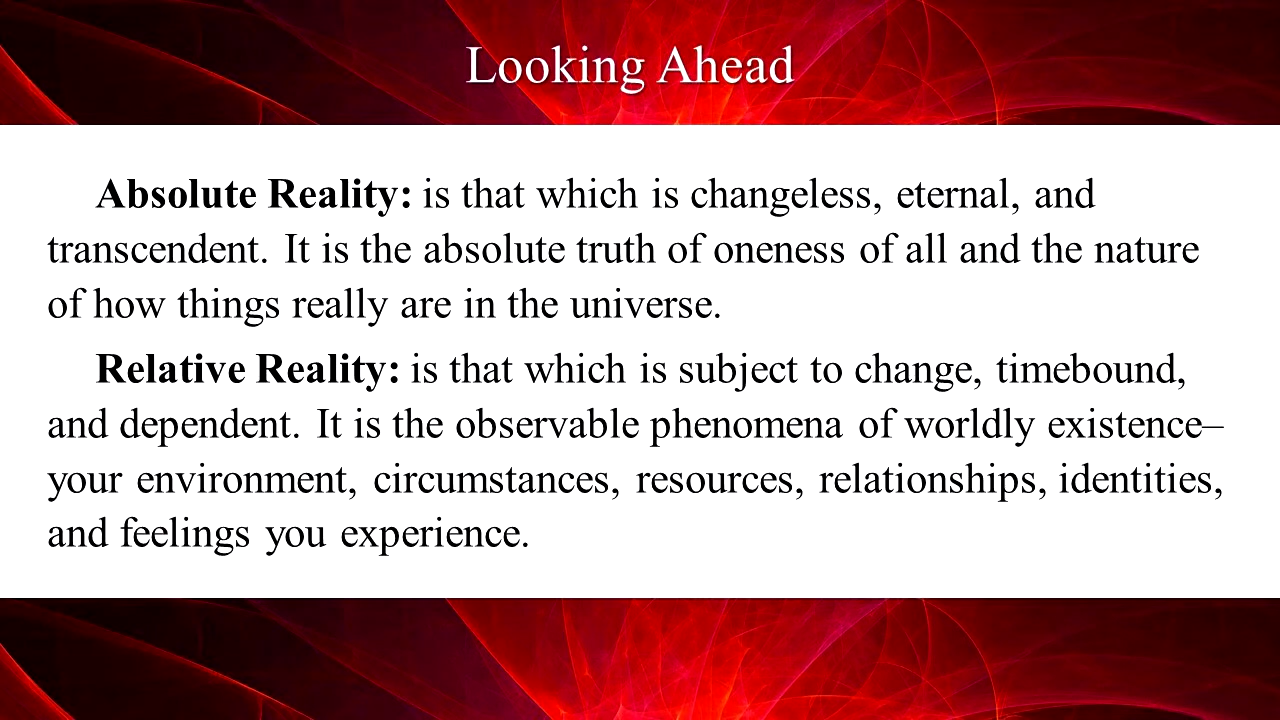 Looking Ahead
Absolute Reality: is that which is changeless, eternal, and
transcendent. It is the absolute truth of oneness of all and the nature
of how things really are in the universe.
Relative Reality: is that which is subject to change, timebound,
and dependent. It is the observable phenomena of worldly existence–
your environment, circumstances, resources, relationships, identities,
and feelings you experience.